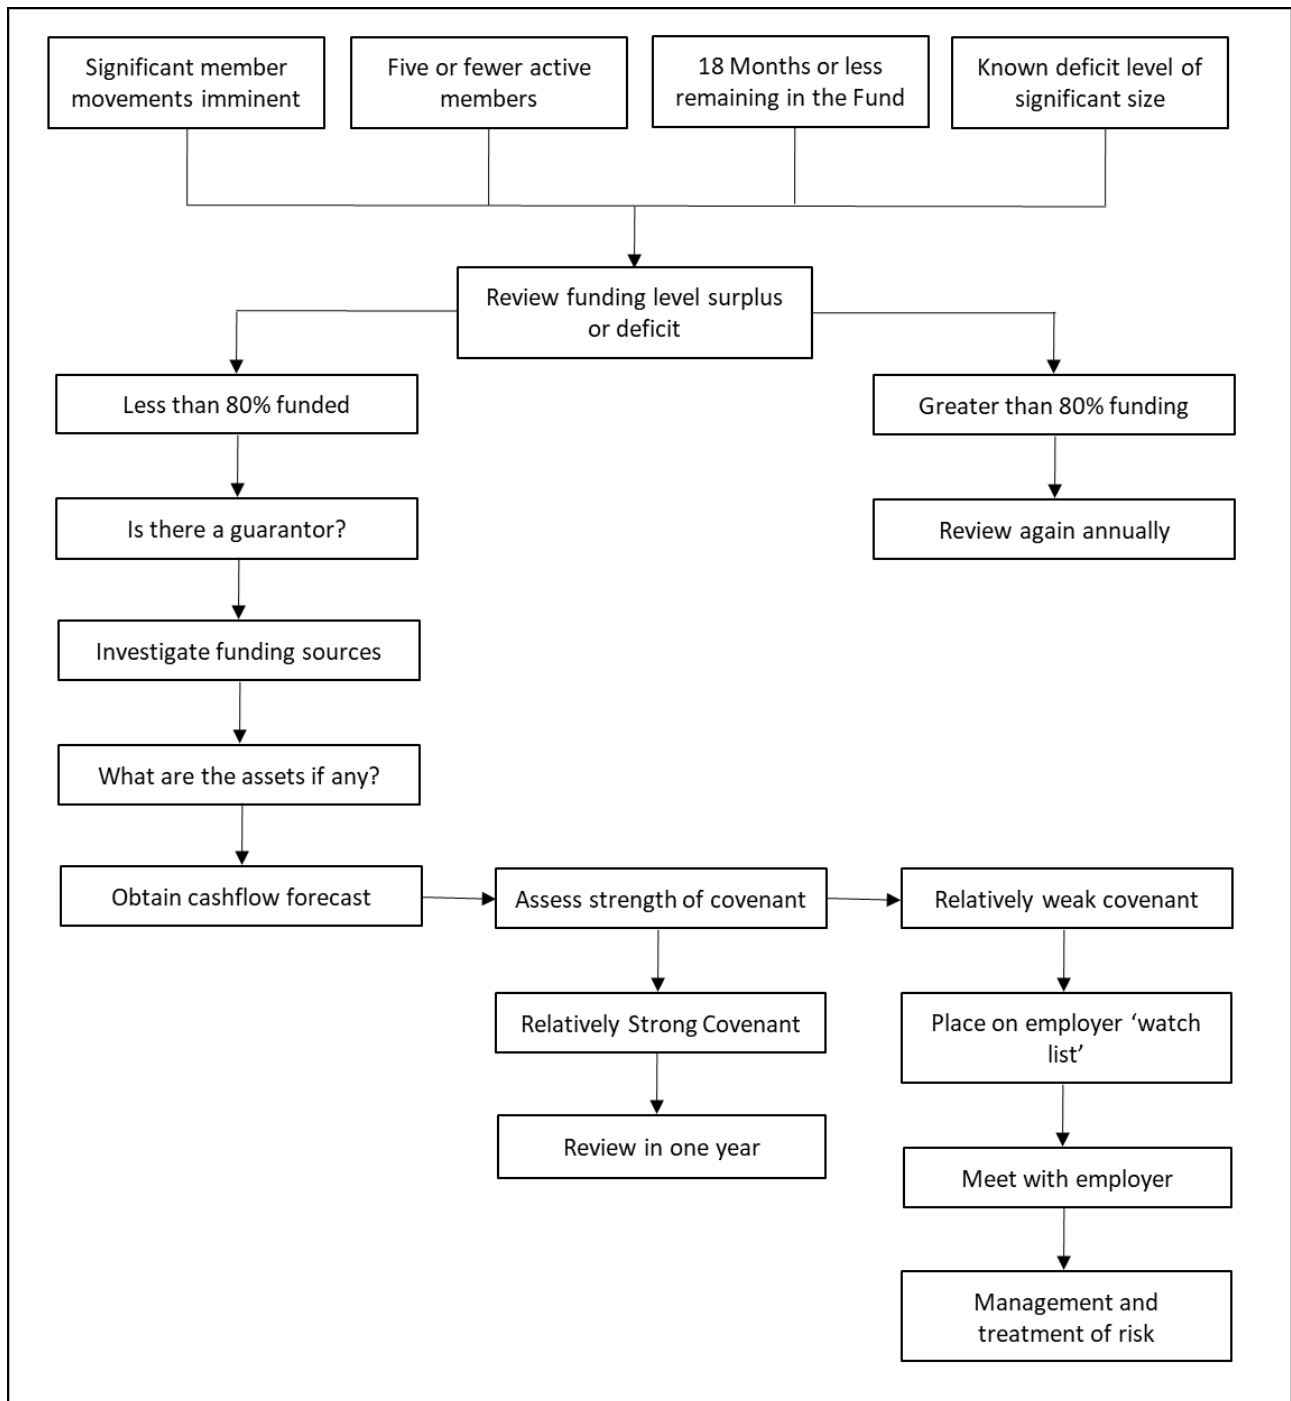 Significant member
movements imminent
Five or fewer active
members
18 Months or less
remaining in the Fund
Known deficit level of
significant size
Review funding level surplus
or deficit
Less than 80% funded
Greater than 80% funding
Is there a guarantor?
Review again annually
Investigate funding sources
What are the assets if any?
Obtain cashflow forecast
Assess strength of covenant
Relatively weak covenant
Relatively Strong Covenant
Place on employer ‘watch
list’
Review in one year
Meet with employer
Management and
treatment of risk